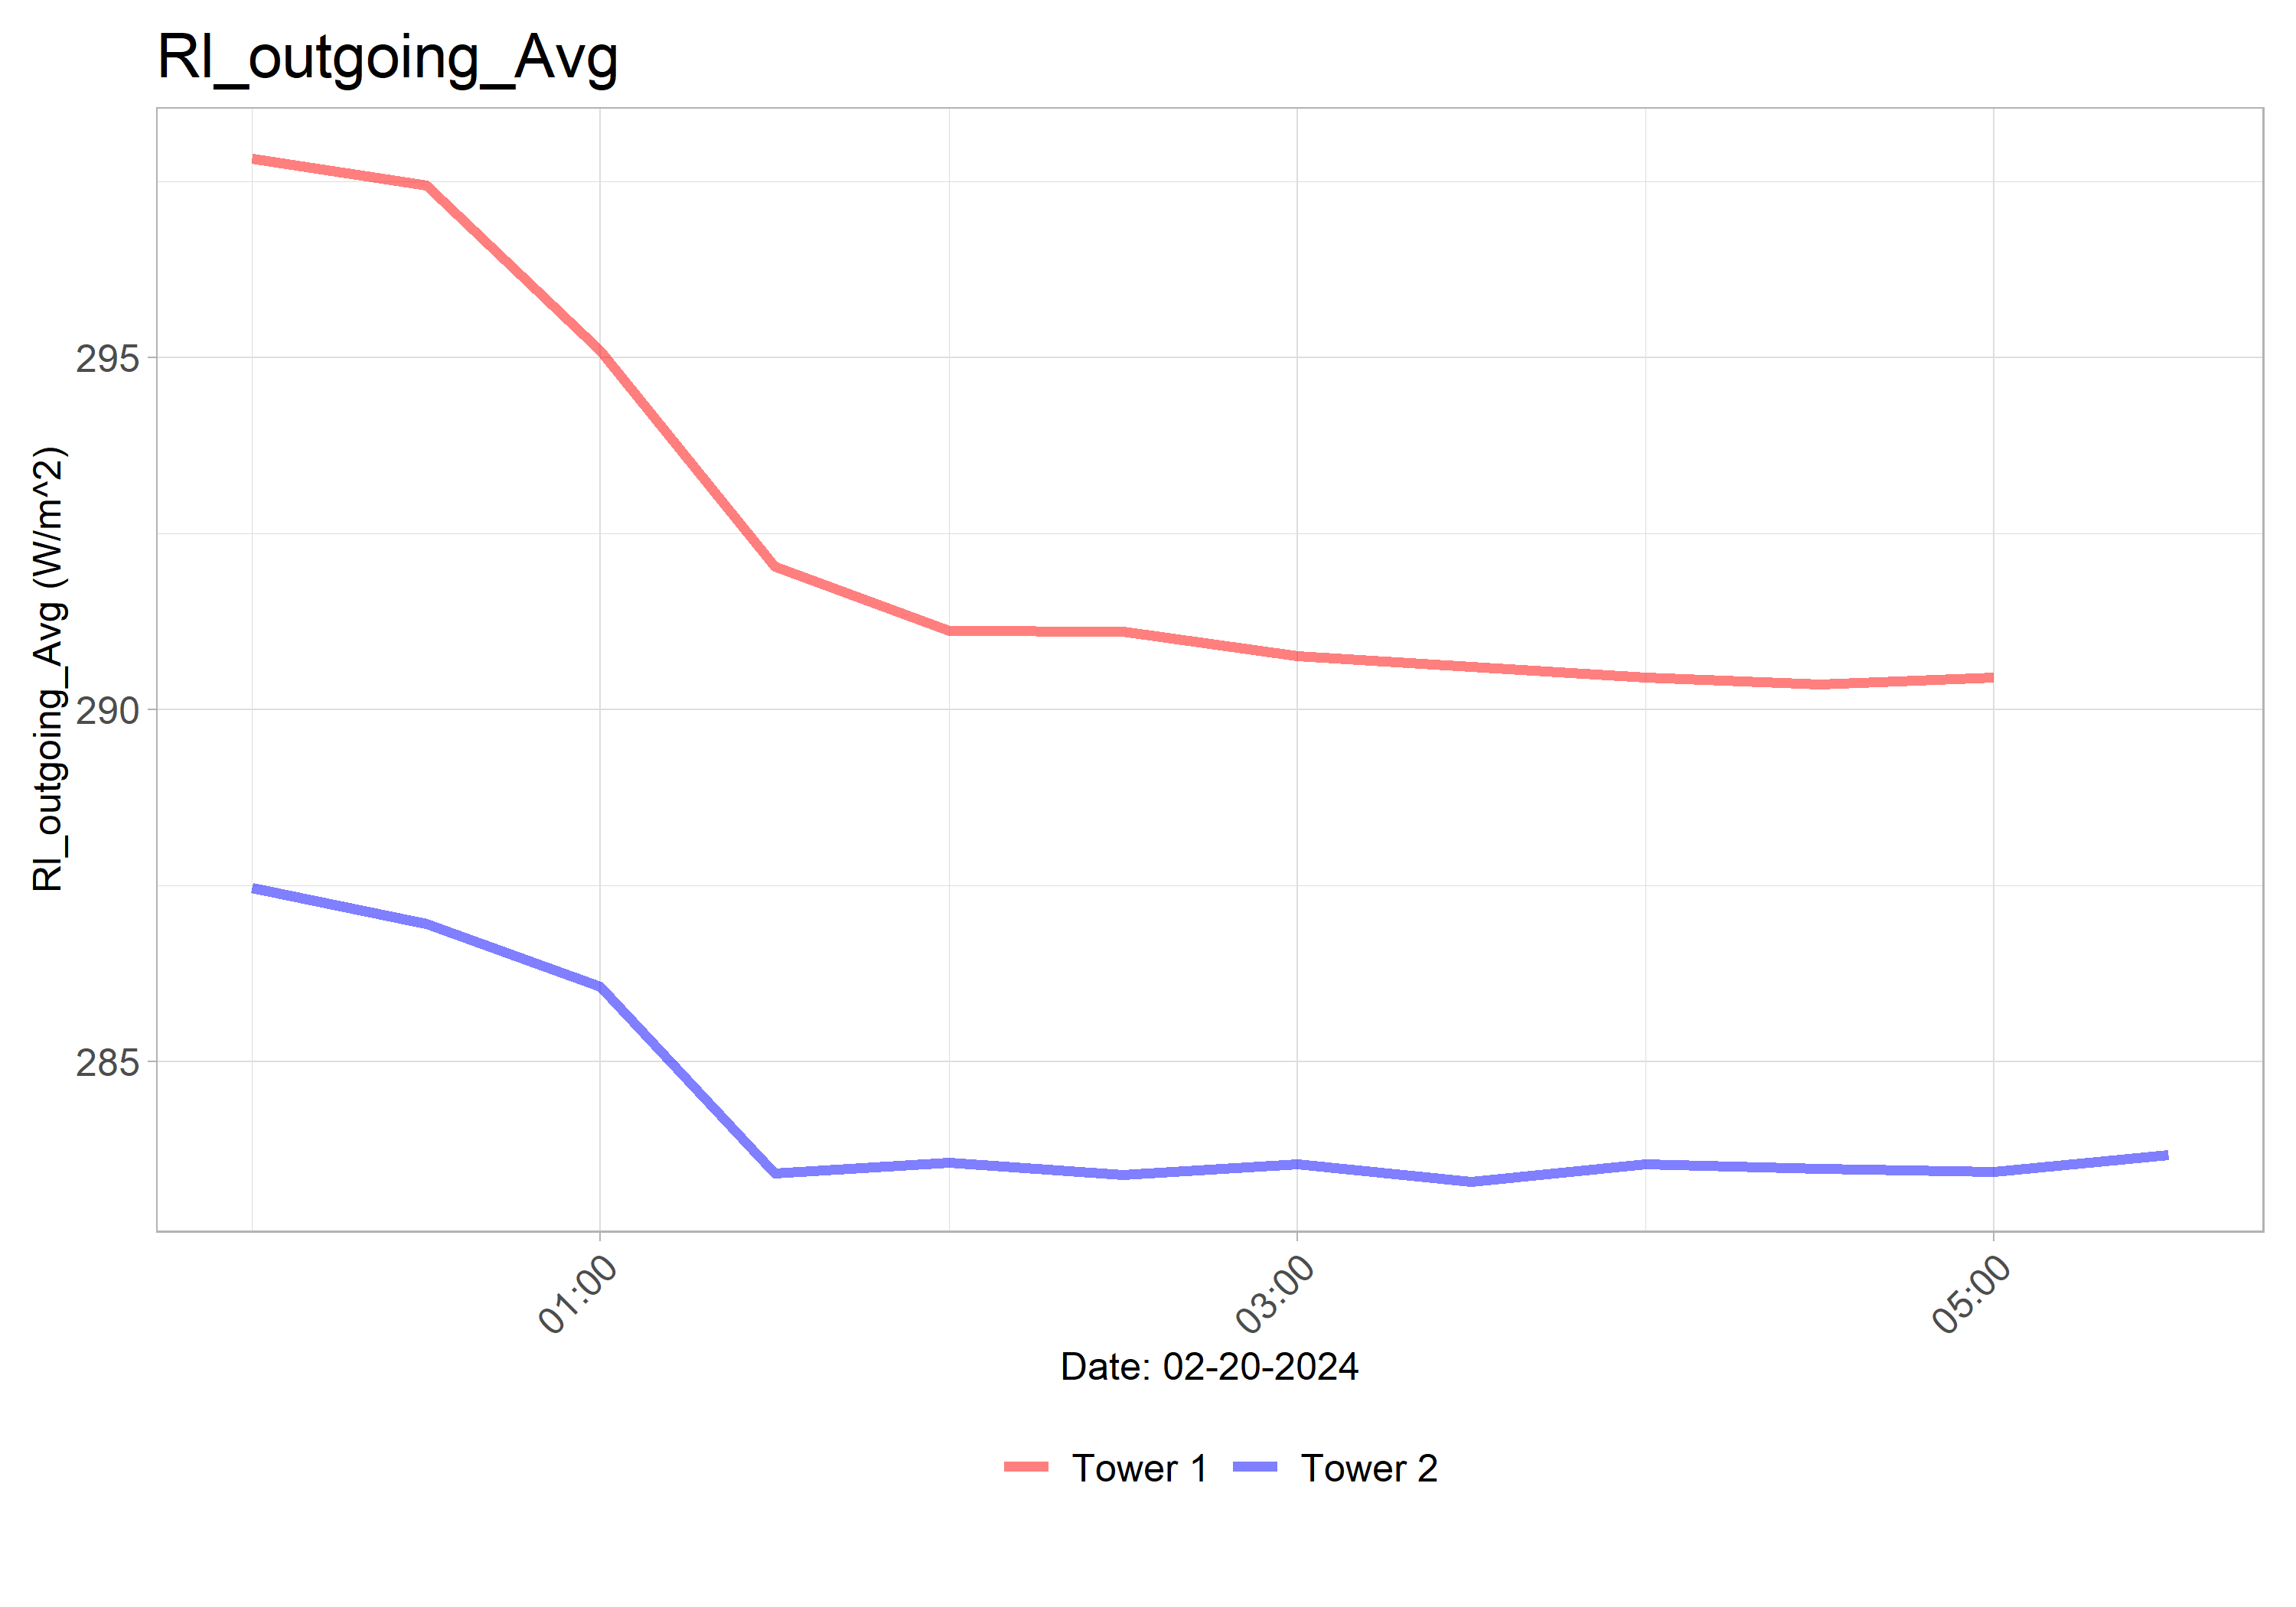 Rl_outgoing_Avg
Rl_outgoing_Avg (W/m^2)
295
290
285
01:00
03:00
05:00
Date: 02-20-2024
Tower 1
Tower 2